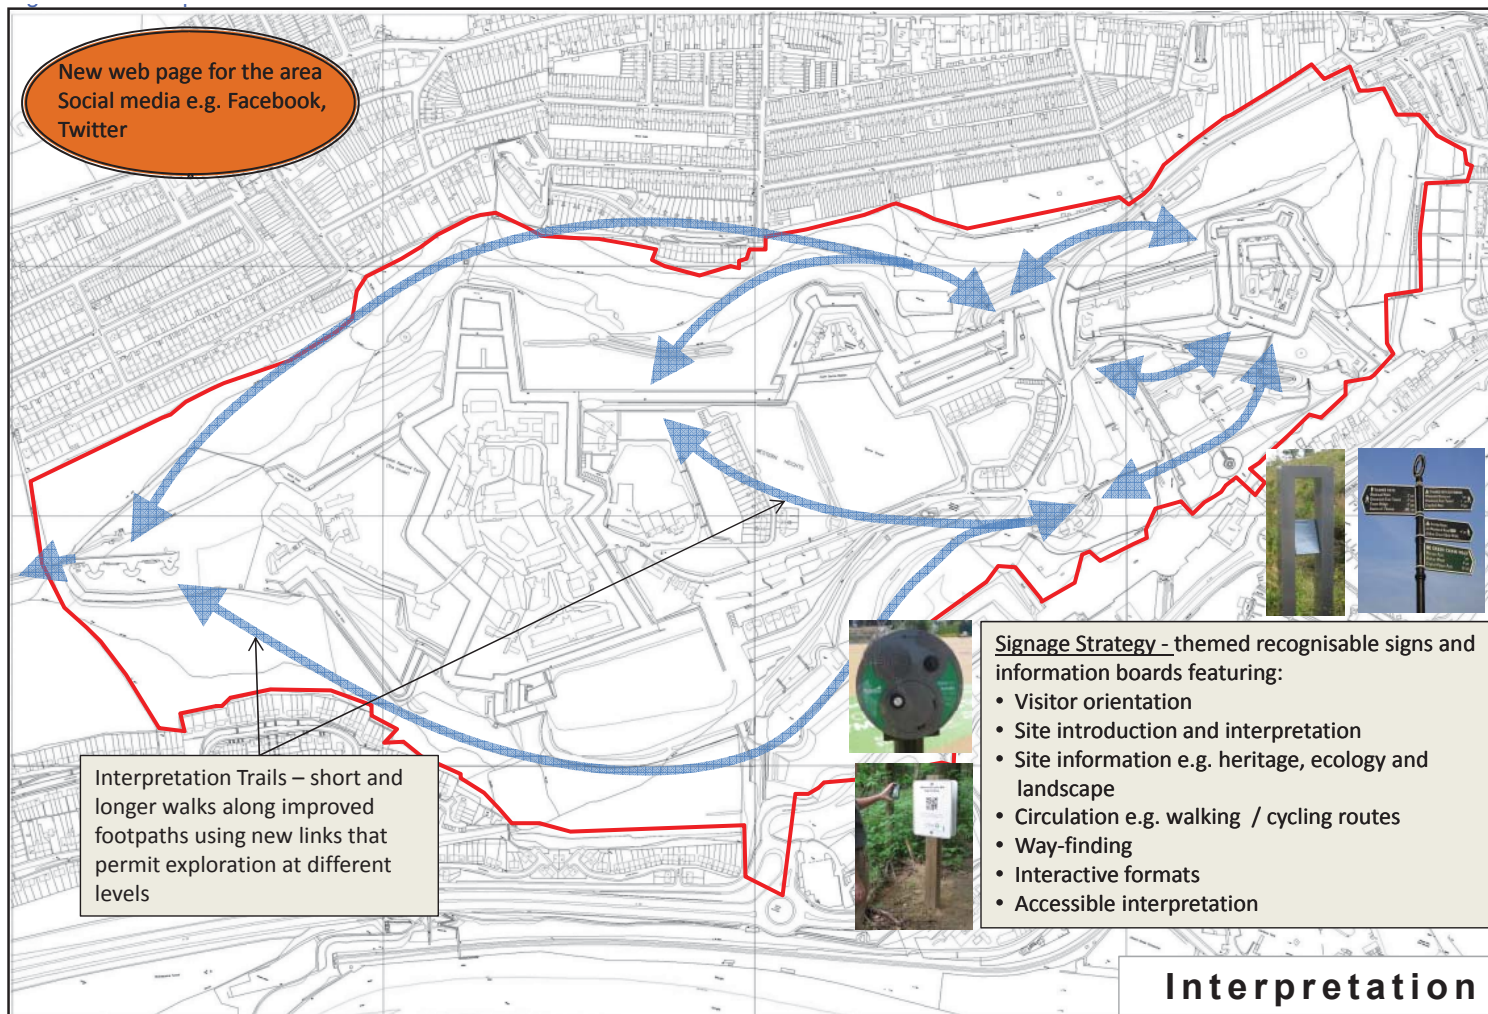 New web page for the area
Social media e.g. Facebook,
Twitter
WESTERN HEIGHTS
Signage Strategy - themed recognisable signs and
information boards featuring:
• Visitor orientation
• Site introduction and interpretation
• Site information e.g. heritage, ecology and
landscape
• Circulation e.g. walking / cycling routes
• Way-finding
• Interactive formats
• Accessible interpretation
Interpretation Trails – short and
longer walks along improved
footpaths using new links that
permit exploration at different
levels
Interpretation